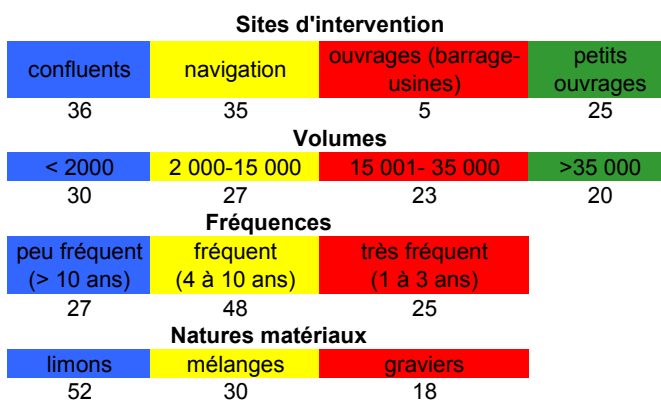 Sites d'intervention
confluents navigation ouvrages (barrage-usines) petits ouvrages
36 35 5 25
Volumes
< 2000 2 000-15 000 15 001- 35 000 >35 000
30 27 23 20
Fréquences
peu fréquent fréquent très fréquent
(> 10 ans) (4 à 10 ans) (1 à 3 ans)
27 48 25
Natures matériaux
limons mélanges graviers
52 30 18